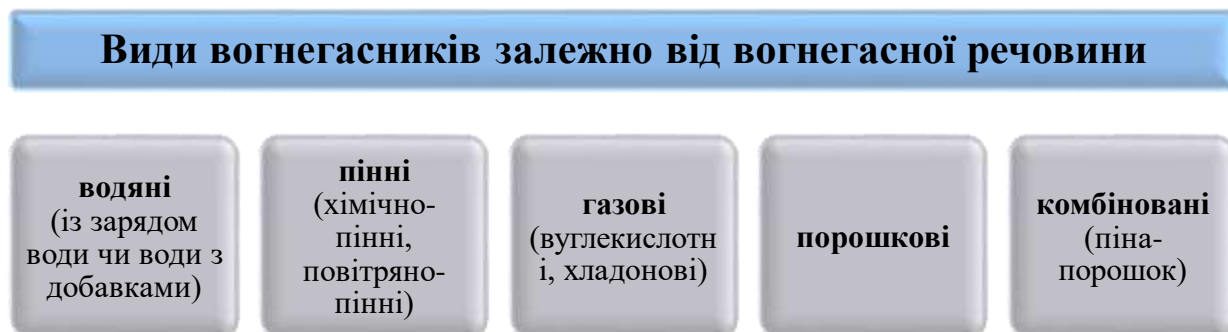 Види вогнегасників залежно від вогнегасної речовини
водяні
(із зарядом
води чи води з
добавками)
пінні
(хімічно-
пінні,
повітряно-
пінні)
газові
(вуглекислотн
і, хладонові)
порошкові
комбіновані
(піна-
порошок)